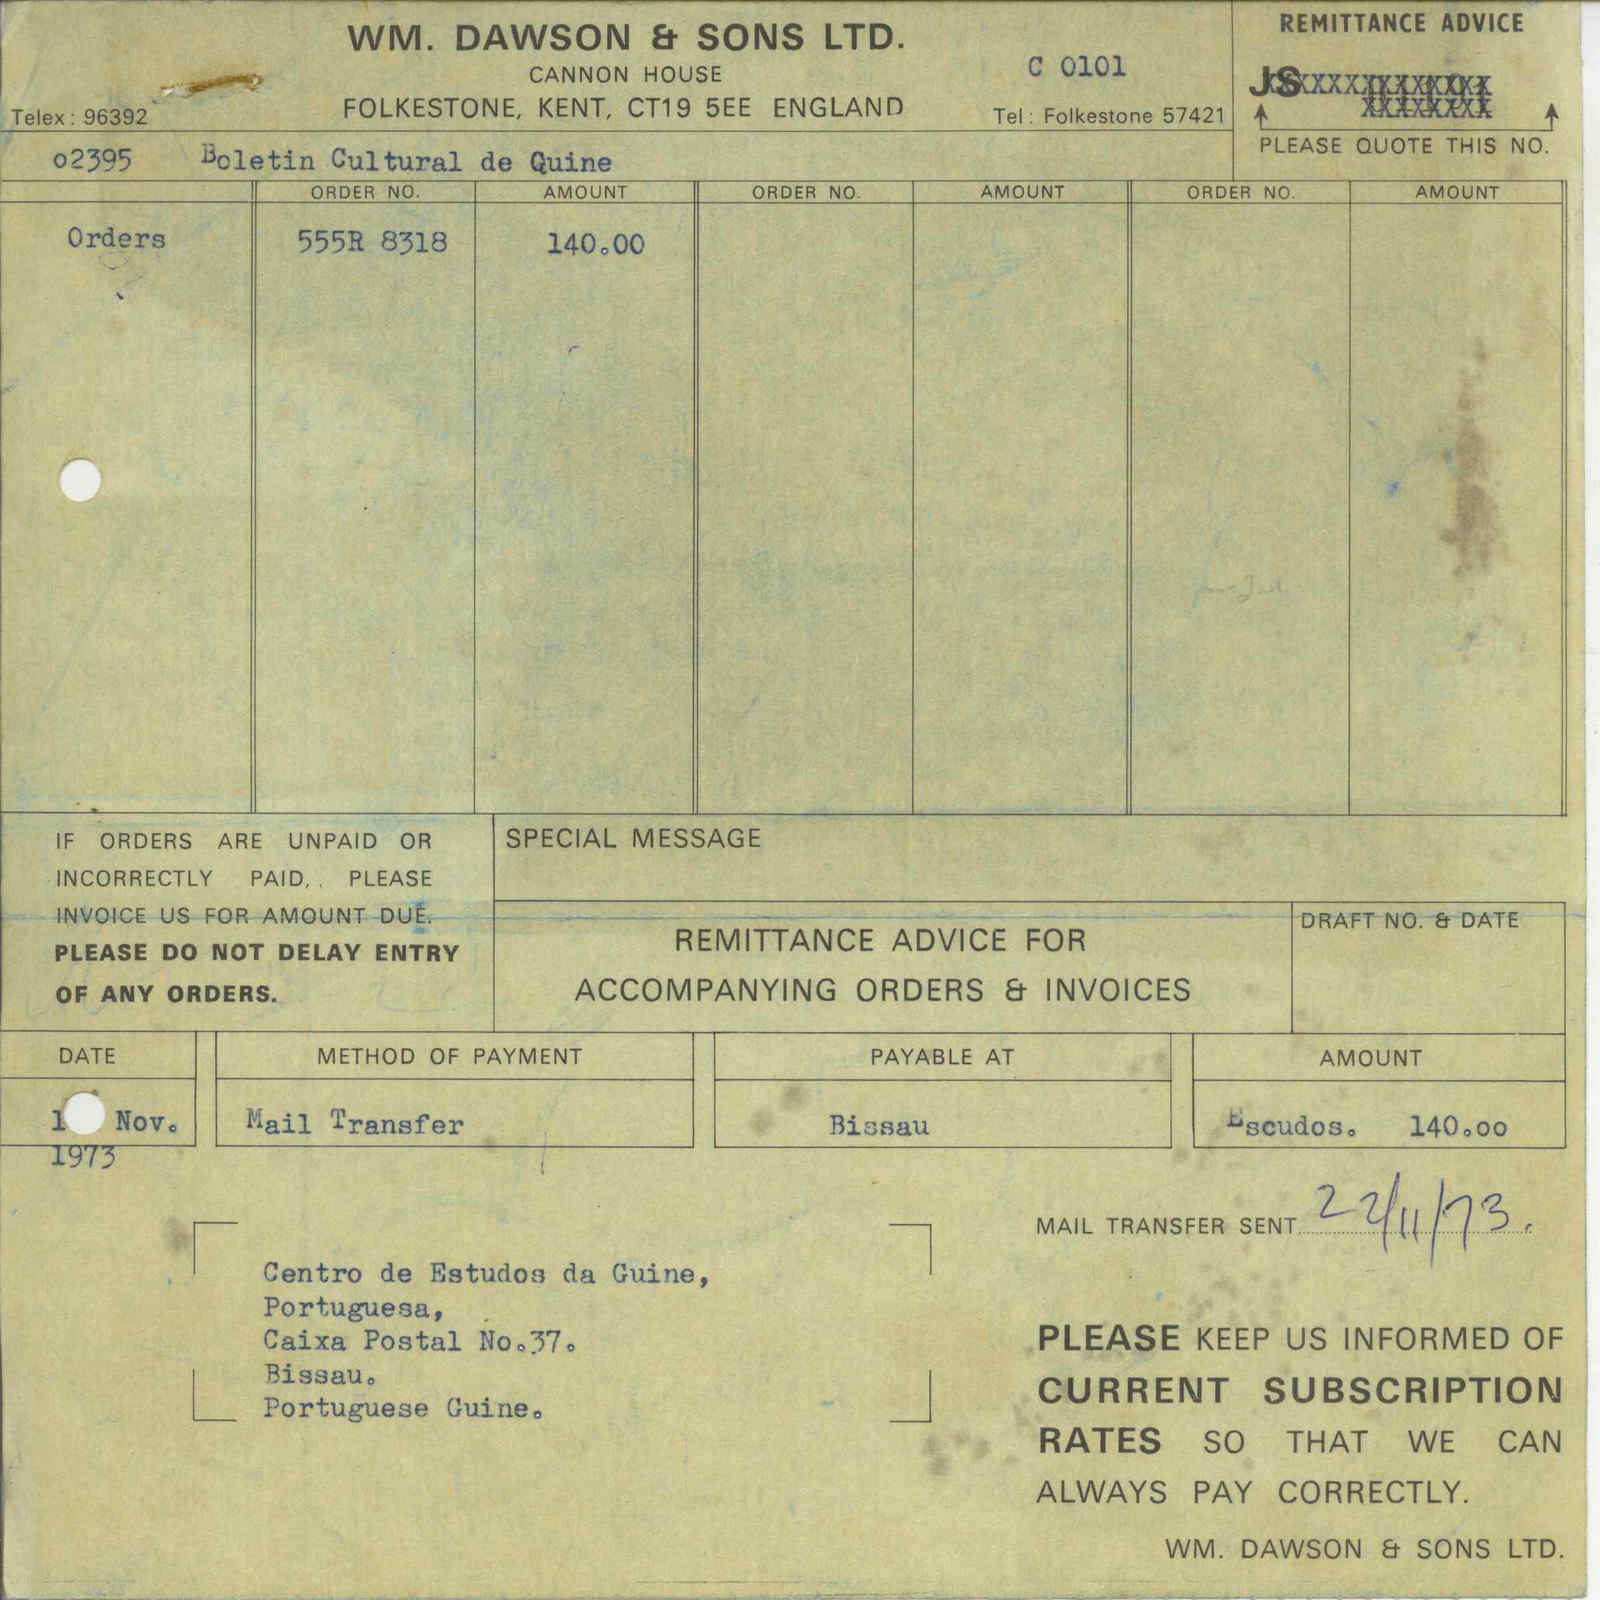 WM. DAWSON & SONS LTD.
CANNON HOUSE
FOLKESTONE, KENT, CT19 5EE ENGLAND
Telex: 96392
C 0101
Tel: Folkestone 57421
REMITTANCE ADVICE
JS
PLEASE QUOTE THIS NO.
o2395 Boletin Cultural de Quine
ORDER NO. AMOUNT ORDER NO. AMOUNT ORDER NO. AMOUNT
Orders 555R 8318 140.00
IF ORDERS ARE UNPAID OR
INCORRECTLY PAID, PLEASE
INVOICE US FOR AMOUNT DUE.
PLEASE DO NOT DELAY ENTRY
OF ANY ORDERS.
SPECIAL MESSAGE
REMITTANCE ADVICE FOR
ACCOMPANYING ORDERS & INVOICES
DRAFT NO. & DATE
DATE METHOD OF PAYMENT PAYABLE AT AMOUNT
Nov. Mail Transfer Bissau Escudos. 140.oo
1973
MAIL TRANSFER SENT 22/11/73.
Centro de Estudos da Guine,
Portuguesa,
Caixa Postal No.37.
Bissau.
Portuguese Guine.
PLEASE KEEP US INFORMED OF
CURRENT SUBSCRIPTION
RATES SO THAT WE CAN
ALWAYS PAY CORRECTLY.
WM. DAWSON & SONS LTD.